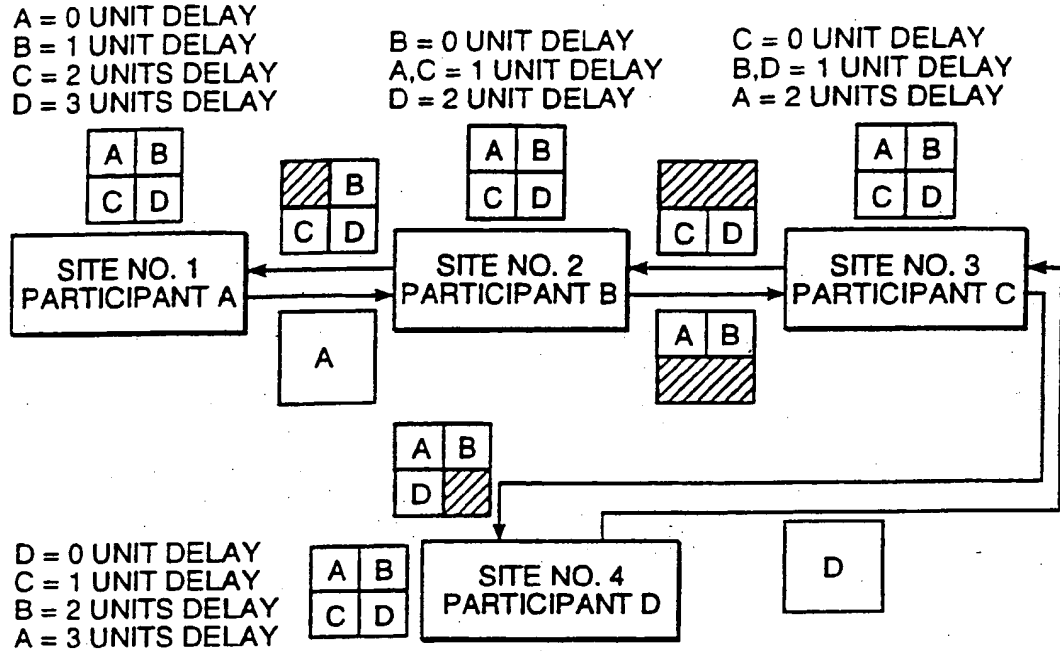 A = 0 UNIT DELAY
B = 1 UNIT DELAY
C = 2 UNITS DELAY
D = 3 UNITS DELAY
B = 0 UNIT DELAY
A,C = 1 UNIT DELAY
D = 2 UNIT DELAY
C = 0 UNIT DELAY
B,D = 1 UNIT DELAY
A = 2 UNITS DELAY
A B
C D
B
C D
A B
C D
C D
A B
C D
SITE NO. 1
PARTICIPANT A
SITE NO. 2
PARTICIPANT B
SITE NO. 3
PARTICIPANT C
A
A B
A B
D
D = 0 UNIT DELAY
C = 1 UNIT DELAY
B = 2 UNITS DELAY
A = 3 UNITS DELAY
A B
C D
SITE NO. 4
PARTICIPANT D
D